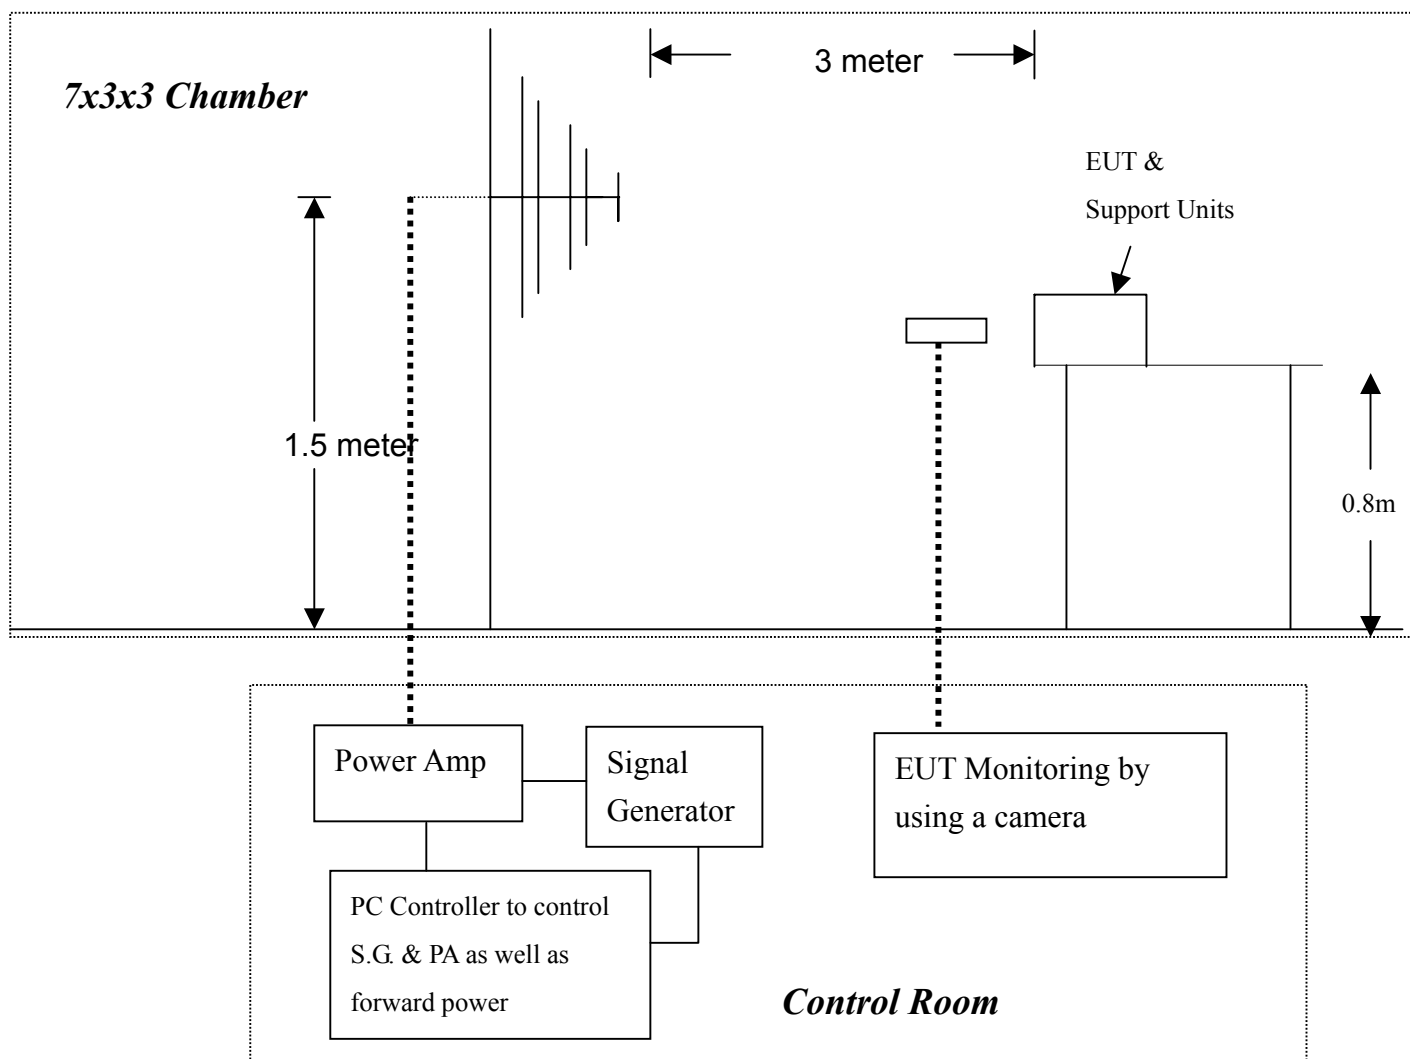 7x3x3 Chamber
3 meter
EUT &
Support Units
1.5 meter
0.8m
Power Amp
Signal
Generator
EUT Monitoring by
using a camera
PC Controller to control
S.G. & PA as well as
forward power
Control Room